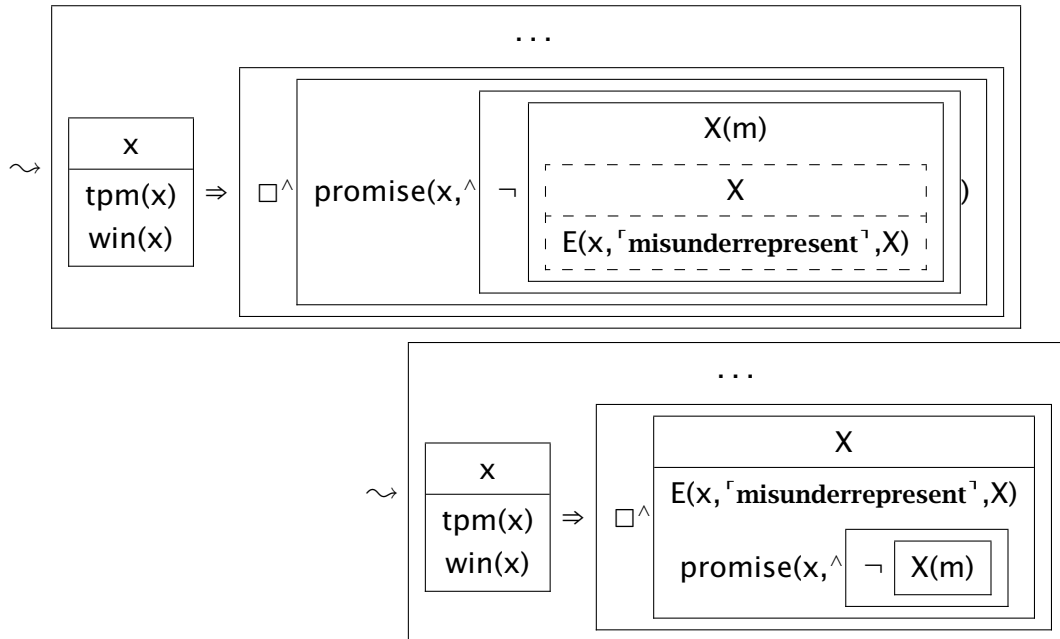 ...
X(m)
x
⤳ tpm(x) ⇒ □^ promise(x,^ ¬ X )
win(x)
E(x,⌜misunderrepresent⌝,X)
...
x
X
E(x,⌜misunderrepresent⌝,X)
⤳ tpm(x) ⇒ □^
win(x)
promise(x,^ ¬ X(m)